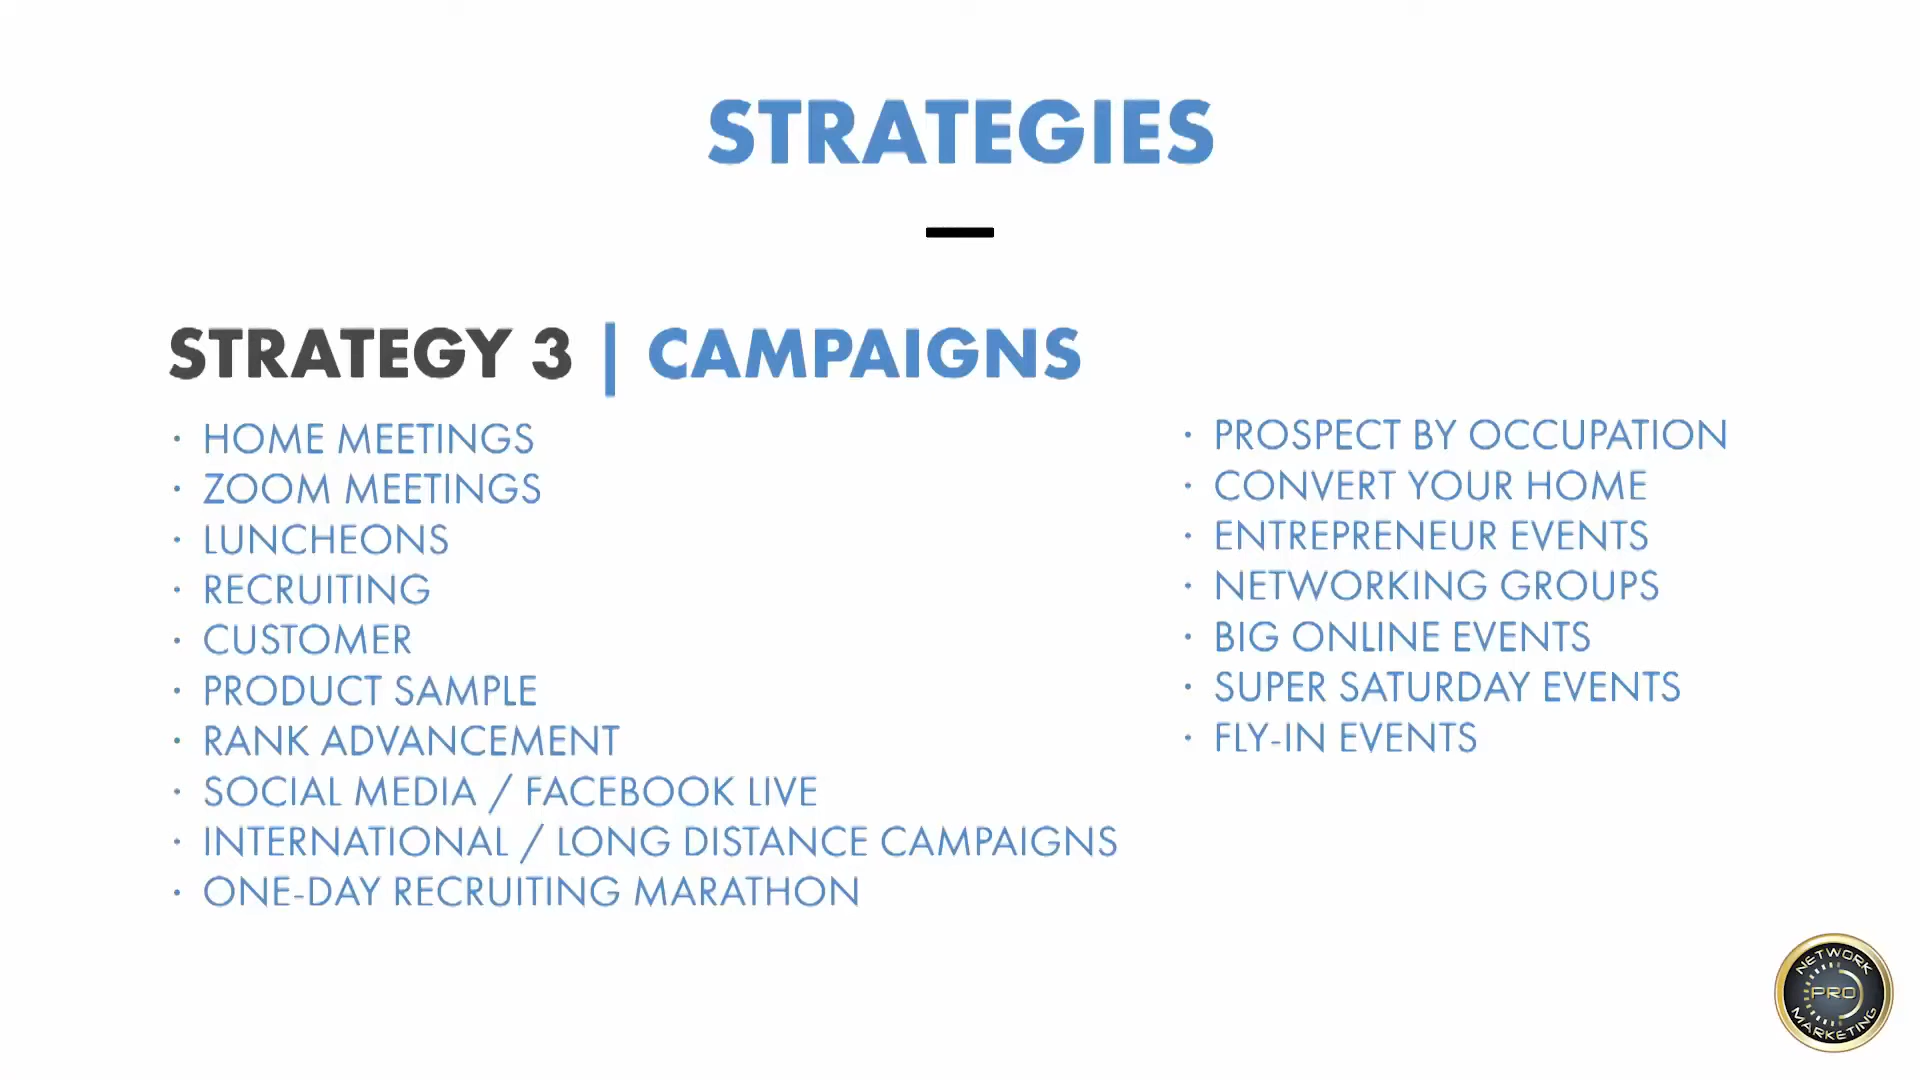 STRATEGIES
STRATEGY 3 | CAMPAIGNS
· HOME MEETINGS
· ZOOM MEETINGS
· LUNCHEONS
· RECRUITING
· CUSTOMER
· PRODUCT SAMPLE
· RANK ADVANCEMENT
· SOCIAL MEDIA / FACEBOOK LIVE
· INTERNATIONAL / LONG DISTANCE CAMPAIGNS
· ONE-DAY RECRUITING MARATHON
· PROSPECT BY OCCUPATION
· CONVERT YOUR HOME
· ENTREPRENEUR EVENTS
· NETWORKING GROUPS
· BIG ONLINE EVENTS
· SUPER SATURDAY EVENTS
· FLY-IN EVENTS
NETWORK
PRO
MARKETING